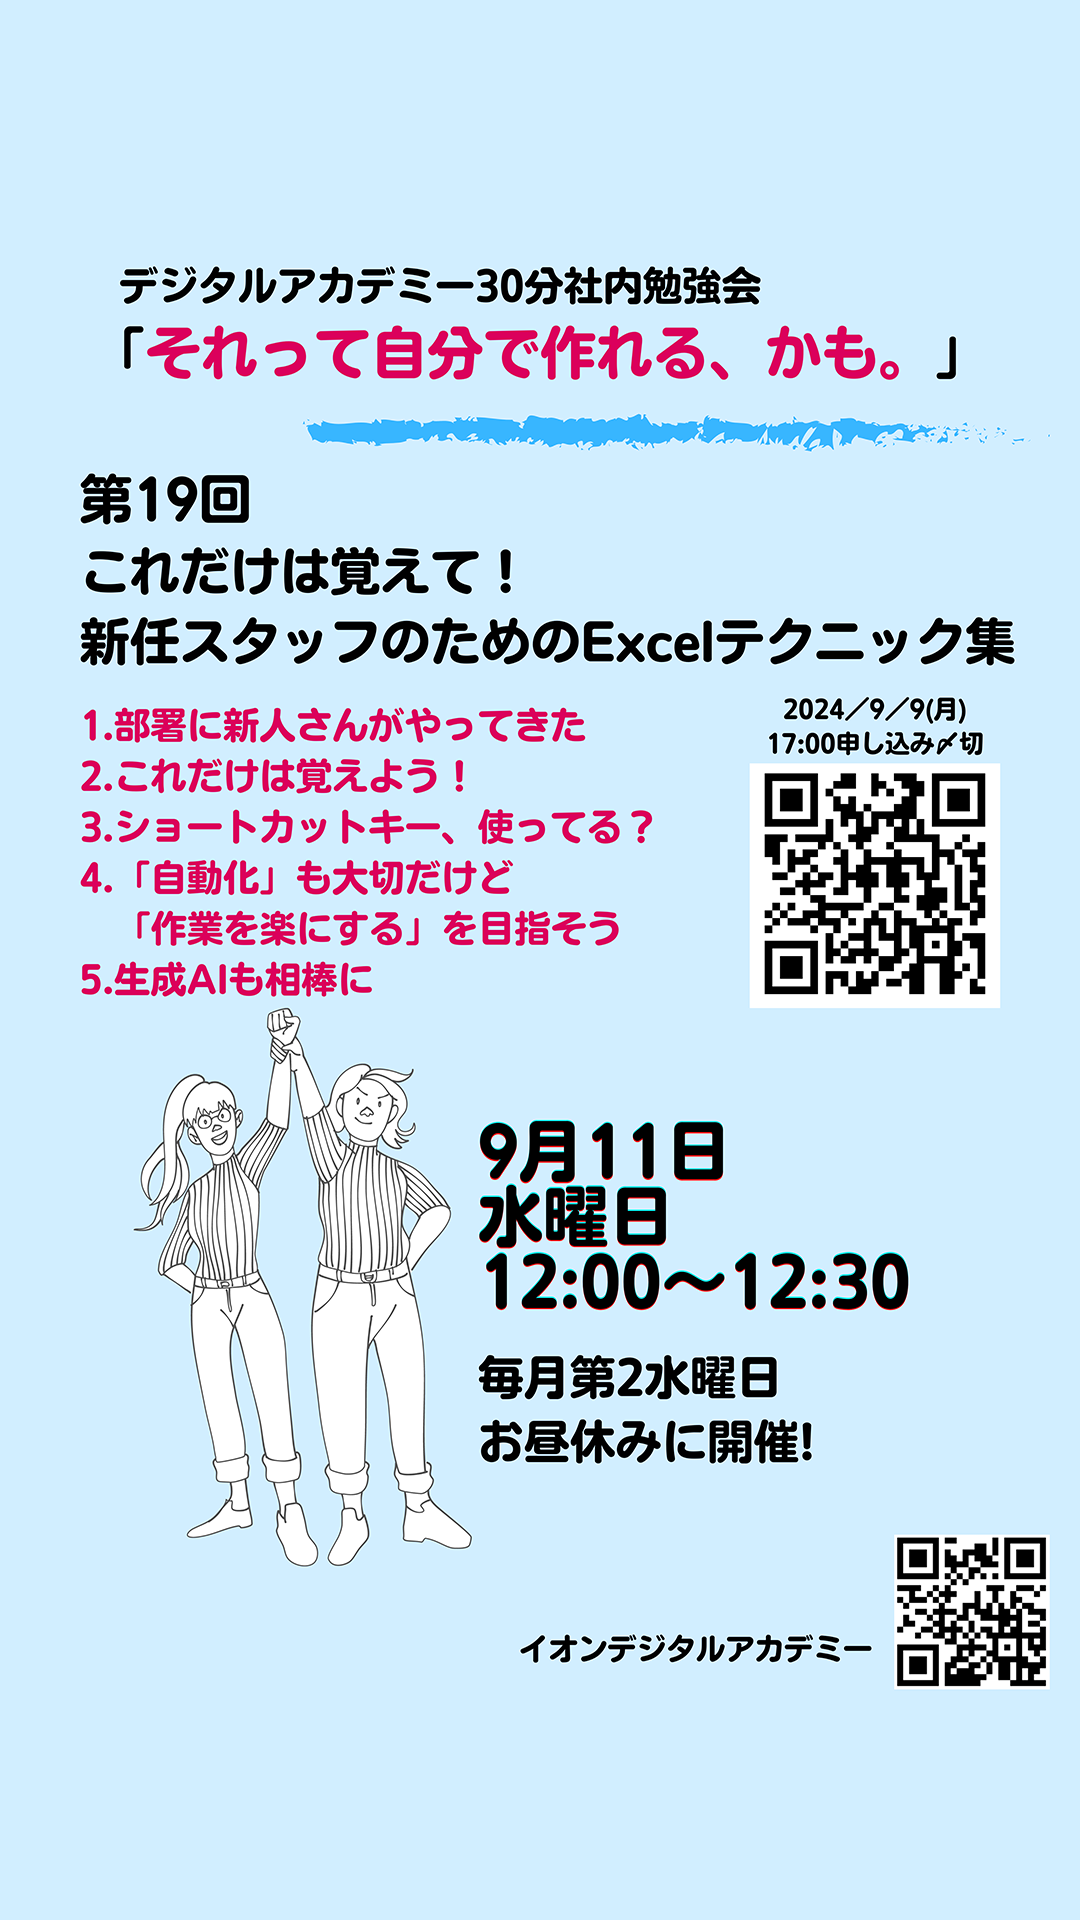 デジタルアカデミー30分社内勉強会
「それって自分で作れる、かも。」
第19回
これだけは覚えて！
新任スタッフのためのExcelテクニック集
1.部署に新人さんがやってきた
2.これだけは覚えよう！
3.ショートカットキー、使ってる？
4.「自動化」も大切だけど
「作業を楽にする」を目指そう
5.生成AIも相棒に
2024／9／9(月)
17:00申し込み〆切
9月11日
水曜日
12:00～12:30
毎月第2水曜日
お昼休みに開催!
イオンデジタルアカデミー